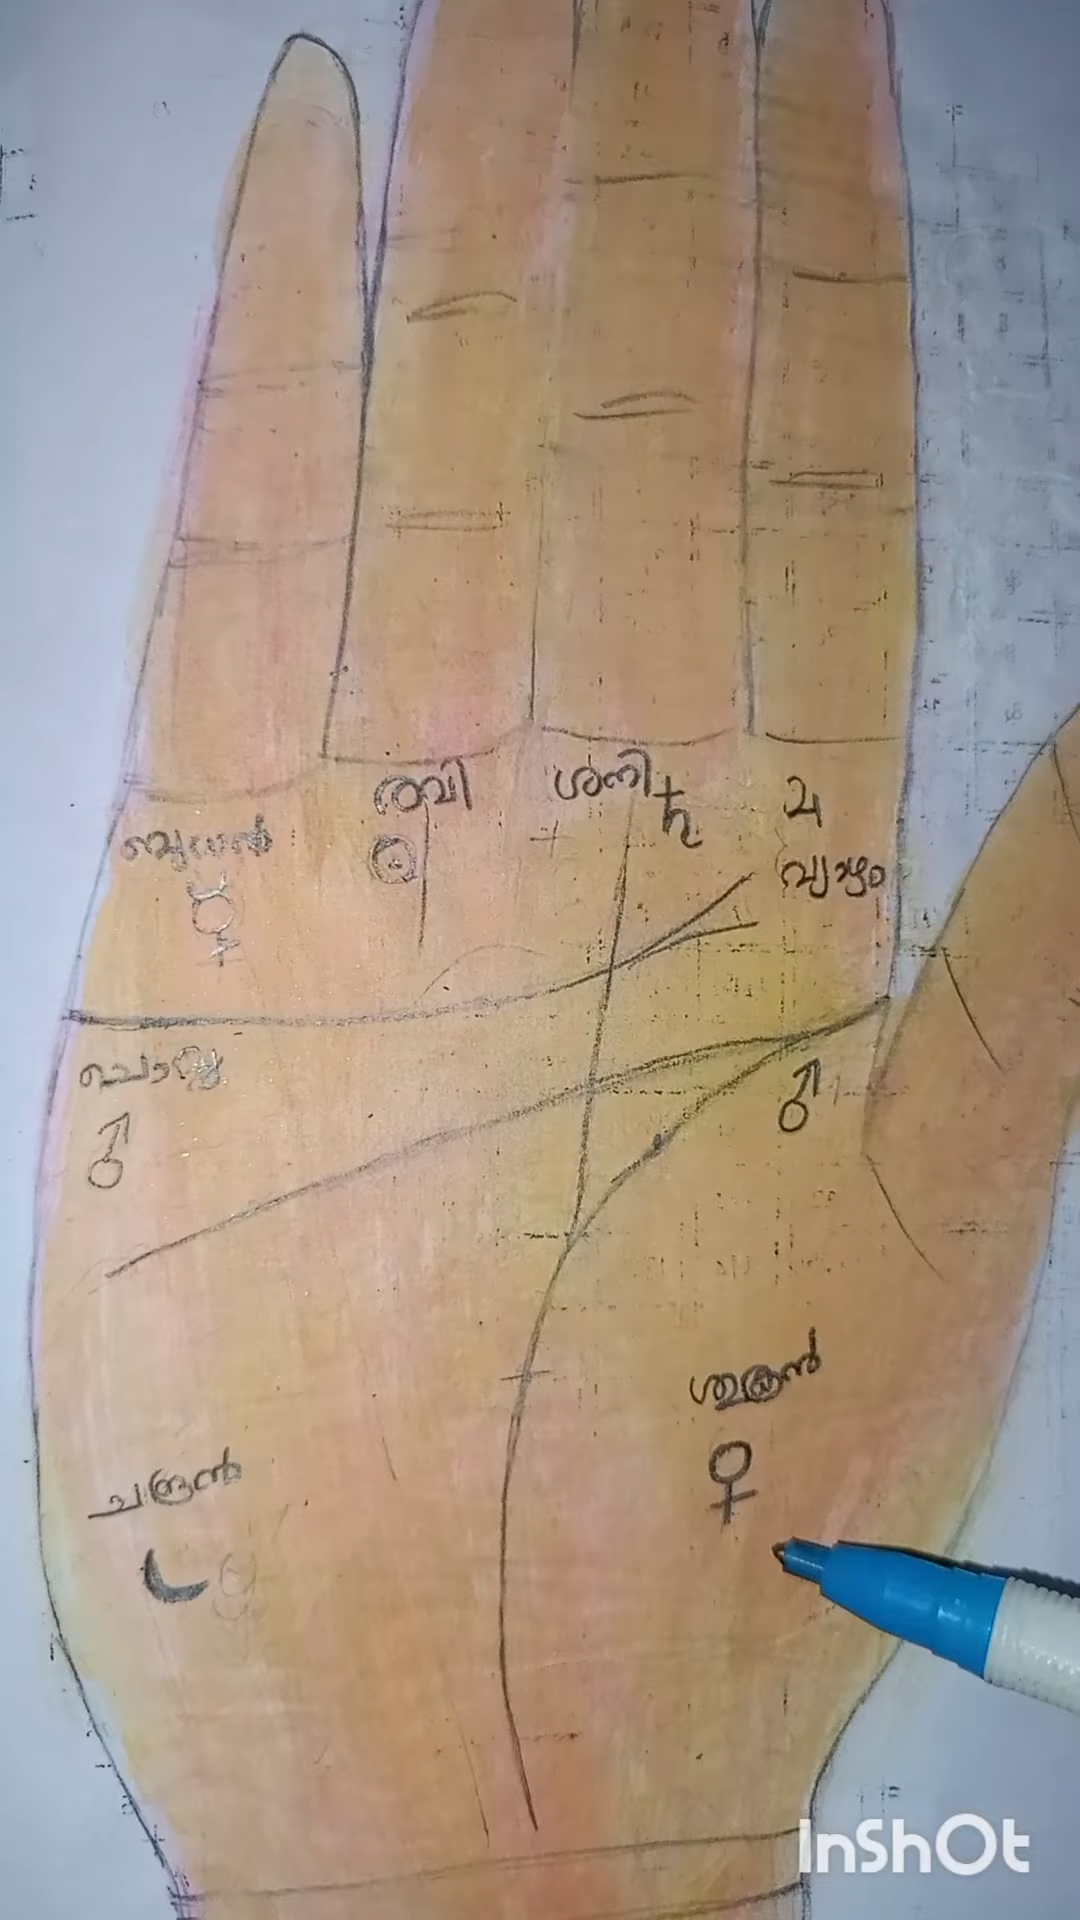 രവി
ശനി
♄
♃
ബുധൻ
☉
വ്യാഴം
☿
ചൊവ്വ
♂
♂
ശുക്രൻ
♀
ചന്ദ്രൻ
InShOt